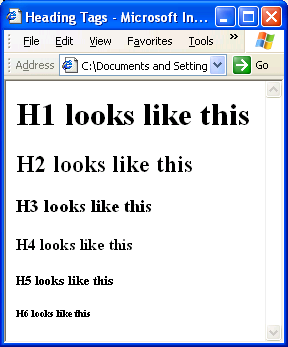 Heading Tags - Microsoft In...
File Edit View Favorites Tools »
Address C:\Documents and Setting Go
H1 looks like this
H2 looks like this
H3 looks like this
H4 looks like this
H5 looks like this
H6 looks like this